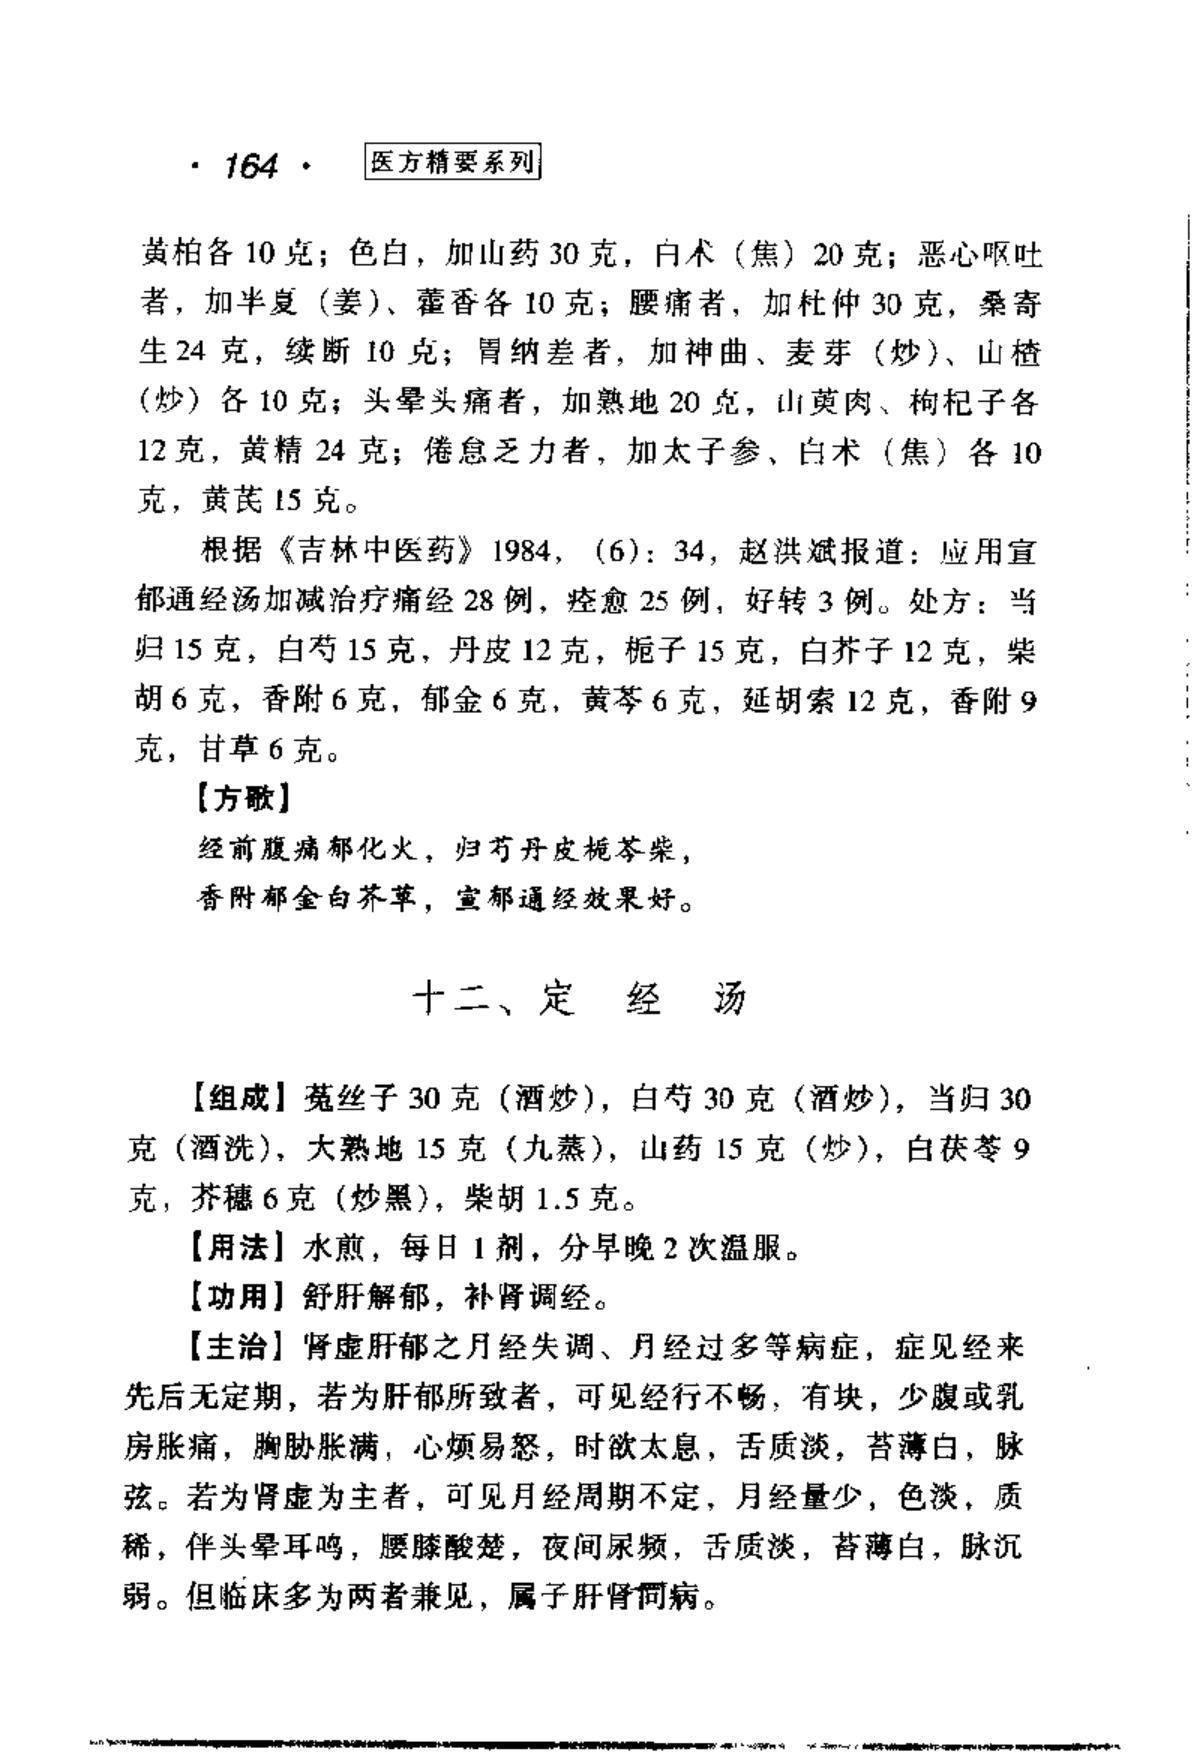 ·164· 医方精要系列
黄柏各 10 克；色白，加山药 30 克，白术（焦）20 克；恶心呕吐
者，加半夏（姜）、藿香各 10 克；腰痛者，加杜仲 30 克，桑寄
生 24 克，续断 10 克；胃纳差者，加神曲、麦芽（炒）、山楂
（炒）各 10 克；头晕头痛者，加熟地 20 克，山萸肉、枸杞子各
12 克，黄精 24 克；倦怠乏力者，加太子参、白术（焦）各 10
克，黄芪 15 克。
根据《吉林中医药》1984，（6）：34，赵洪斌报道：应用宣
郁通经汤加减治疗痛经 28 例，痊愈 25 例，好转 3 例。处方：当
归 15 克，白芍 15 克，丹皮 12 克，栀子 15 克，白芥子 12 克，柴
胡 6 克，香附 6 克，郁金 6 克，黄芩 6 克，延胡索 12 克，香附 9
克，甘草 6 克。
【方歌】
经前腹痛郁化火，归芍丹皮栀芩柴，
香附郁金白芥草，宣郁通经效果好。
十二、定 经 汤
【组成】菟丝子 30 克（酒炒），白芍 30 克（酒炒），当归 30
克（酒洗），大熟地 15 克（九蒸），山药 15 克（炒），白茯苓 9
克，芥穗 6 克（炒黑），柴胡 1.5 克。
【用法】水煎，每日 1 剂，分早晚 2 次温服。
【功用】舒肝解郁，补肾调经。
【主治】肾虚肝郁之月经失调、月经过多等病症，症见经来
先后无定期，若为肝郁所致者，可见经行不畅，有块，少腹或乳
房胀痛，胸胁胀满，心烦易怒，时欲太息，舌质淡，苔薄白，脉
弦。若为肾虚为主者，可见月经周期不定，月经量少，色淡，质
稀，伴头晕耳鸣，腰膝酸楚，夜间尿频，舌质淡，苔薄白，脉沉
弱。但临床多为两者兼见，属子肝肾同病。